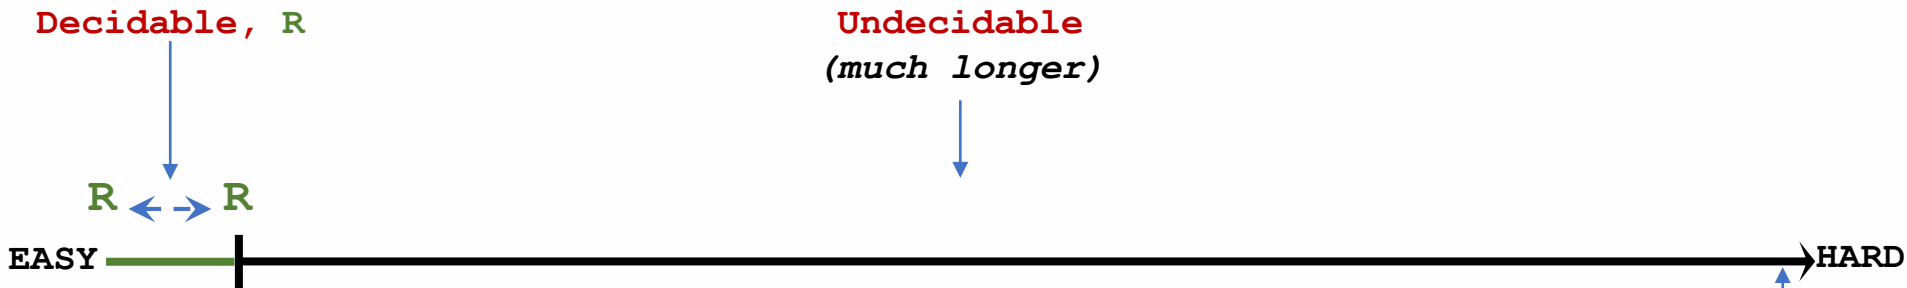 Decidable, R
Undecidable
(much longer)
R R
EASY HARD